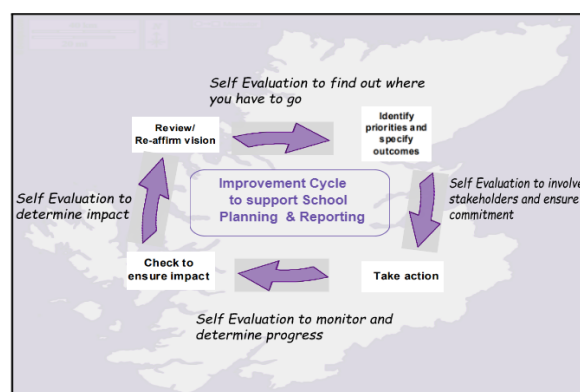 Self Evaluation to find out where
you have to go
Review/
Re-affirm vision
Identify
priorities and
specify
outcomes
Improvement Cycle
to support School
Planning & Reporting
Self Evaluation to
determine impact
Self Evaluation to involve
stakeholders and ensure
commitment
Check to
ensure impact
Take action
Self Evaluation to monitor and
determine progress